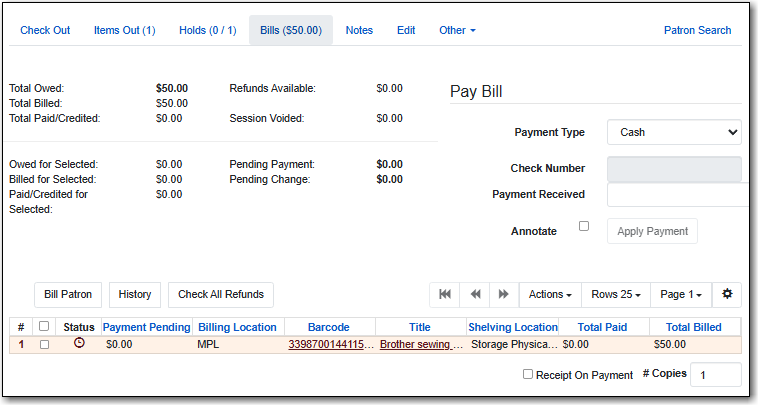 Check Out Items Out (1) Holds (0 / 1) Bills ($50.00) Notes Edit Other Patron Search
Total Owed: $50.00 Refunds Available: $0.00
Total Billed: $50.00
Total Paid/Credited: $0.00 Session Voided: $0.00
Owed for Selected: $0.00 Pending Payment: $0.00
Billed for Selected: $0.00 Pending Change: $0.00
Paid/Credited for $0.00
Selected:
Pay Bill
Payment Type Cash
Check Number
Payment Received
Annotate Apply Payment
Bill Patron History Check All Refunds Actions Rows 25 Page 1
# Status Payment Pending Billing Location Barcode Title Shelving Location Total Paid Total Billed
1 $0.00 MPL 3398700144115... Brother sewing ... Storage Physica... $0.00 $50.00
Receipt On Payment # Copies 1